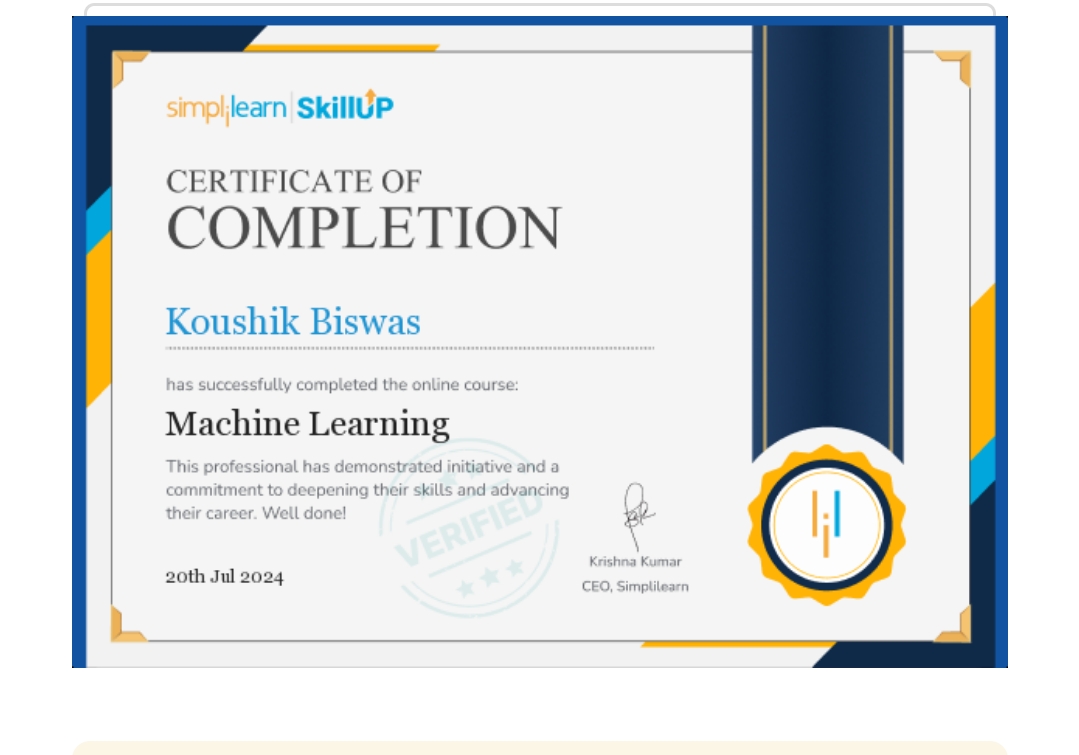 simplilearn | SkillUP
CERTIFICATE OF
COMPLETION
Koushik Biswas
has successfully completed the online course:
Machine Learning
This professional has demonstrated initiative and a
commitment to deepening their skills and advancing
their career. Well done!
VERIFIED
20th Jul 2024
Krishna Kumar
CEO, Simplilearn